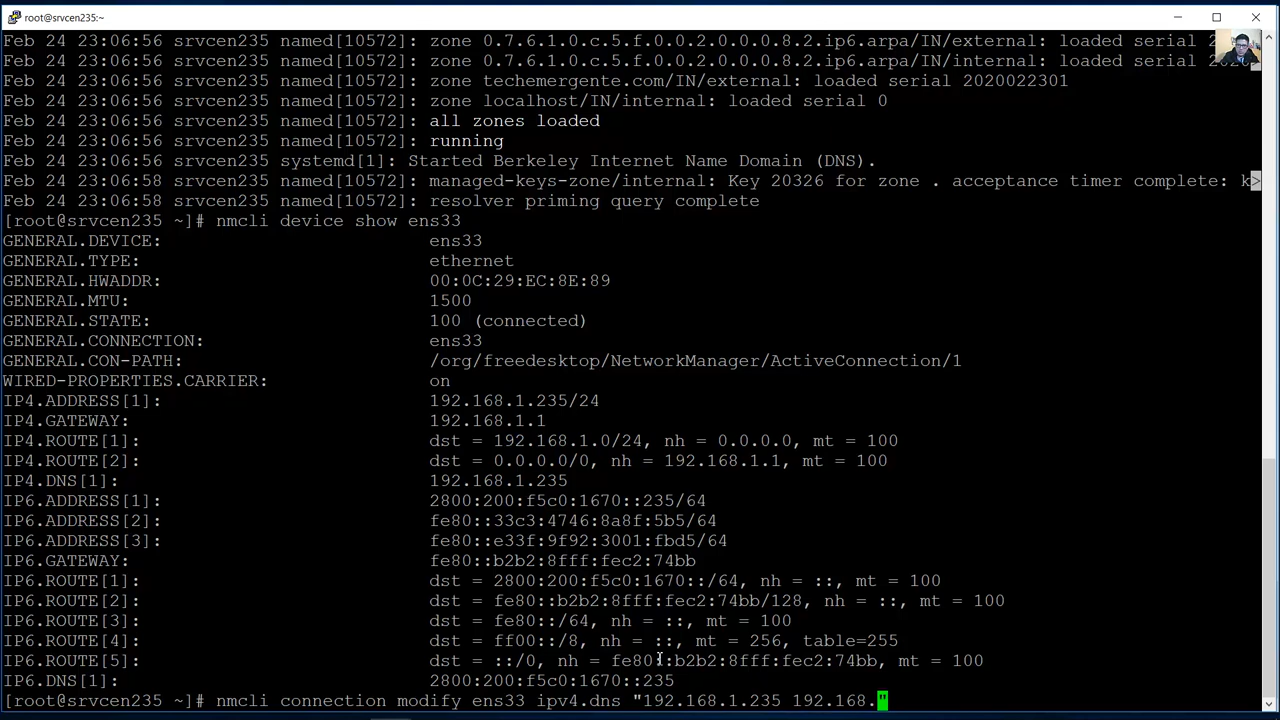 root@srvcen235:~
Feb 24 23:06:56 srvcen235 named[10572]: zone 0.7.6.1.0.c.5.f.0.0.2.0.0.0.8.2.ip6.arpa/IN/external: loaded serial
Feb 24 23:06:56 srvcen235 named[10572]: zone 0.7.6.1.0.c.5.f.0.0.2.0.0.0.8.2.ip6.arpa/IN/internal: loaded serial
Feb 24 23:06:56 srvcen235 named[10572]: zone techemergente.com/IN/external: loaded serial 2020022301
Feb 24 23:06:56 srvcen235 named[10572]: zone localhost/IN/internal: loaded serial 0
Feb 24 23:06:56 srvcen235 named[10572]: all zones loaded
Feb 24 23:06:56 srvcen235 named[10572]: running
Feb 24 23:06:56 srvcen235 systemd[1]: Started Berkeley Internet Name Domain (DNS).
Feb 24 23:06:58 srvcen235 named[10572]: managed-keys-zone/internal: Key 20326 for zone . acceptance timer complete: k>
Feb 24 23:06:58 srvcen235 named[10572]: resolver priming query complete
[root@srvcen235 ~]# nmcli device show ens33
GENERAL.DEVICE: ens33
GENERAL.TYPE: ethernet
GENERAL.HWADDR: 00:0C:29:EC:8E:89
GENERAL.MTU: 1500
GENERAL.STATE: 100 (connected)
GENERAL.CONNECTION: ens33
GENERAL.CON-PATH: /org/freedesktop/NetworkManager/ActiveConnection/1
WIRED-PROPERTIES.CARRIER: on
IP4.ADDRESS[1]: 192.168.1.235/24
IP4.GATEWAY: 192.168.1.1
IP4.ROUTE[1]: dst = 192.168.1.0/24, nh = 0.0.0.0, mt = 100
IP4.ROUTE[2]: dst = 0.0.0.0/0, nh = 192.168.1.1, mt = 100
IP4.DNS[1]: 192.168.1.235
IP6.ADDRESS[1]: 2800:200:f5c0:1670::235/64
IP6.ADDRESS[2]: fe80::33c3:4746:8a8f:5b5/64
IP6.ADDRESS[3]: fe80::e33f:9f92:3001:fbd5/64
IP6.GATEWAY: fe80::b2b2:8fff:fec2:74bb
IP6.ROUTE[1]: dst = 2800:200:f5c0:1670::/64, nh = ::, mt = 100
IP6.ROUTE[2]: dst = fe80::b2b2:8fff:fec2:74bb/128, nh = ::, mt = 100
IP6.ROUTE[3]: dst = fe80::/64, nh = ::, mt = 100
IP6.ROUTE[4]: dst = ff00::/8, nh = ::, mt = 256, table=255
IP6.ROUTE[5]: dst = ::/0, nh = fe80::b2b2:8fff:fec2:74bb, mt = 100
IP6.DNS[1]: 2800:200:f5c0:1670::235
[root@srvcen235 ~]# nmcli connection modify ens33 ipv4.dns "192.168.1.235 192.168."